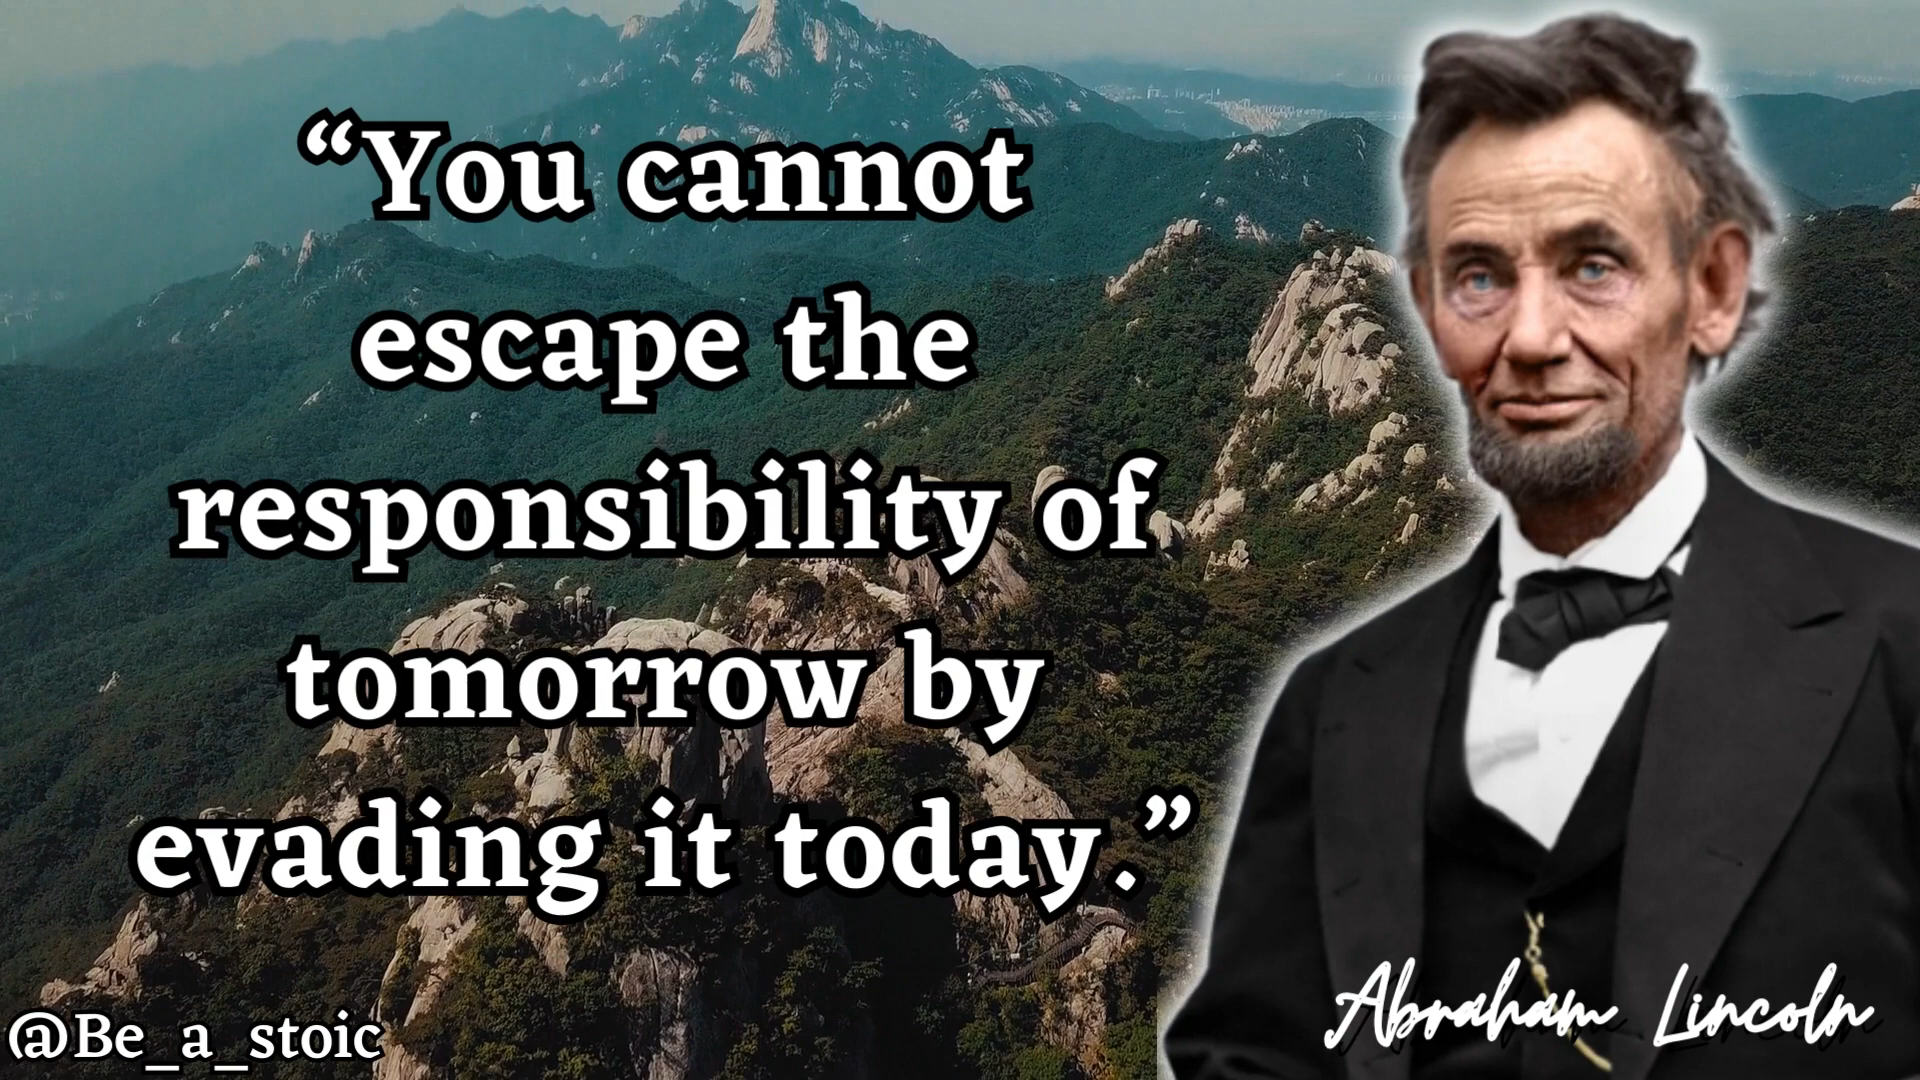 “You cannot
escape the
responsibility of
tomorrow by
evading it today.”
Abraham Lincoln
@Be_a_stoic